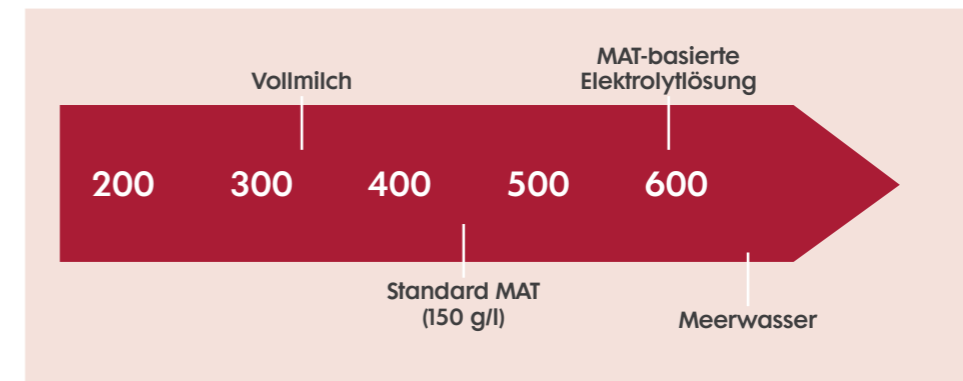 Vollmilch
MAT-basierte
Elektrolytlösung
200 300 400 500 600
Standard MAT
(150 g/l)
Meerwasser